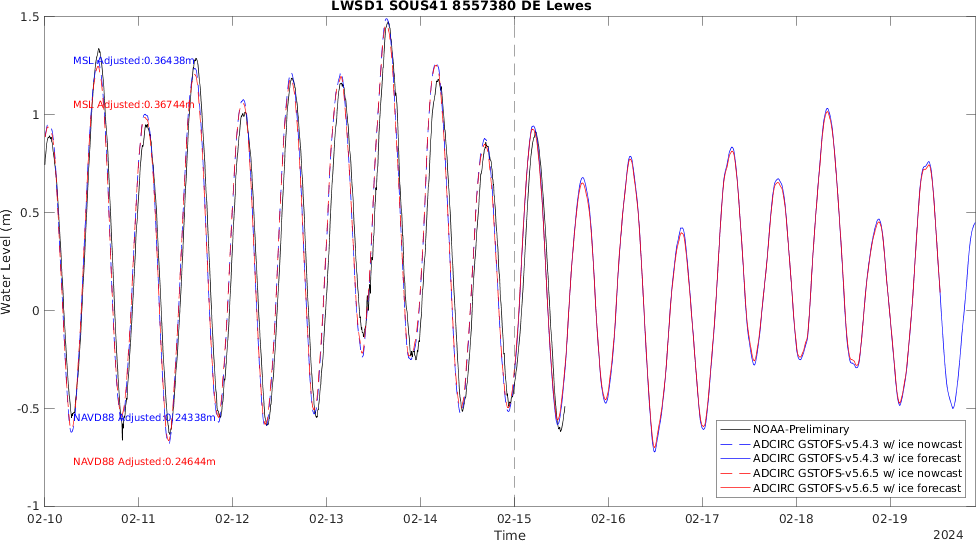 LWSD1 SOUS41 8557380 DE Lewes
1.5
1
0.5
0
-0.5
-1
Water Level (m)
MSL Adjusted:0.36438m
MSL Adjusted:0.36744m
NAVD88 Adjusted:0.24338m
NAVD88 Adjusted:0.24644m
NOAA-Preliminary
ADCIRC GSTOFS-v5.4.3 w/ ice nowcast
ADCIRC GSTOFS-v5.4.3 w/ ice forecast
ADCIRC GSTOFS-v5.6.5 w/ ice nowcast
ADCIRC GSTOFS-v5.6.5 w/ ice forecast
02-10 02-11 02-12 02-13 02-14 02-15 02-16 02-17 02-18 02-19
Time
2024